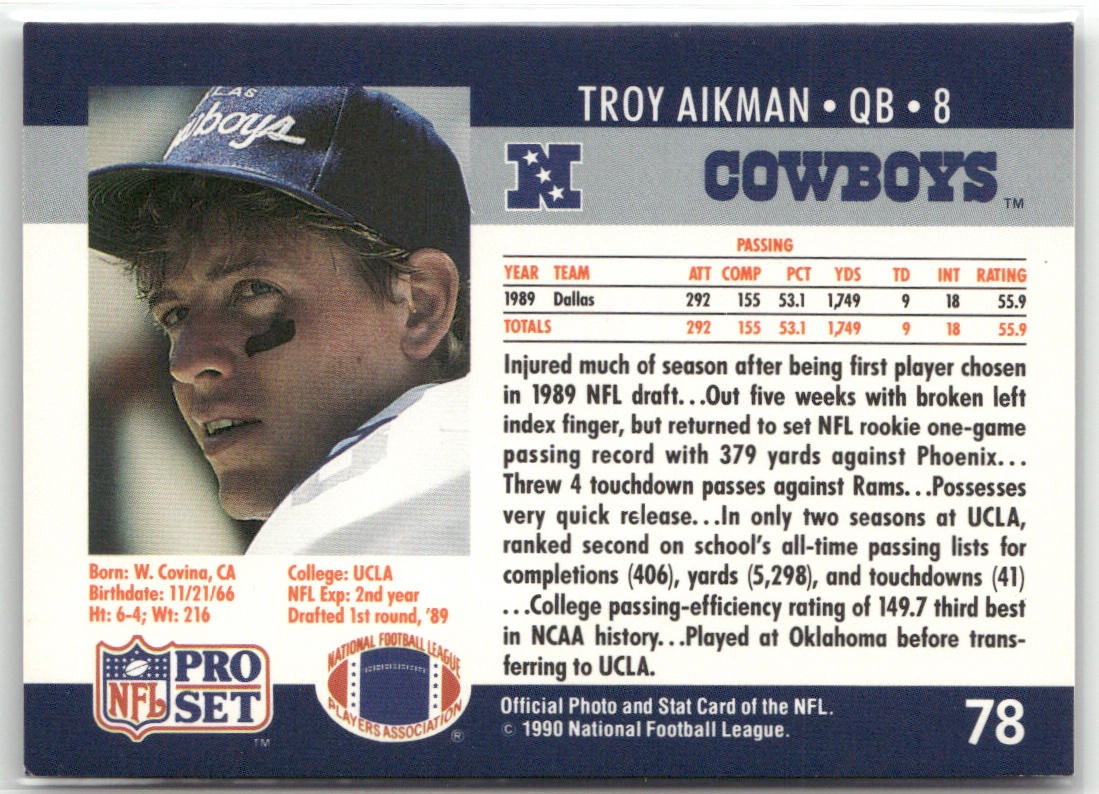 LAS
wboys
TROY AIKMAN • QB • 8
N
COWBOYS TM
PASSING
YEAR TEAM ATT COMP PCT YDS TD INT RATING
1989 Dallas 292 155 53.1 1,749 9 18 55.9
TOTALS 292 155 53.1 1,749 9 18 55.9
Injured much of season after being first player chosen
in 1989 NFL draft...Out five weeks with broken left
index finger, but returned to set NFL rookie one-game
passing record with 379 yards against Phoenix...
Threw 4 touchdown passes against Rams...Possesses
very quick release...In only two seasons at UCLA,
ranked second on school's all-time passing lists for
completions (406), yards (5,298), and touchdowns (41)
...College passing-efficiency rating of 149.7 third best
in NCAA history...Played at Oklahoma before trans-
ferring to UCLA.
Born: W. Covina, CA
Birthdate: 11/21/66
Ht: 6-4; Wt: 216
College: UCLA
NFL Exp: 2nd year
Drafted 1st round, '89
NFL
PRO
SET
TM
NATIONAL FOOTBALL LEAGUE
PLAYERS ASSOCIATION
®
Official Photo and Stat Card of the NFL.
© 1990 National Football League.
78